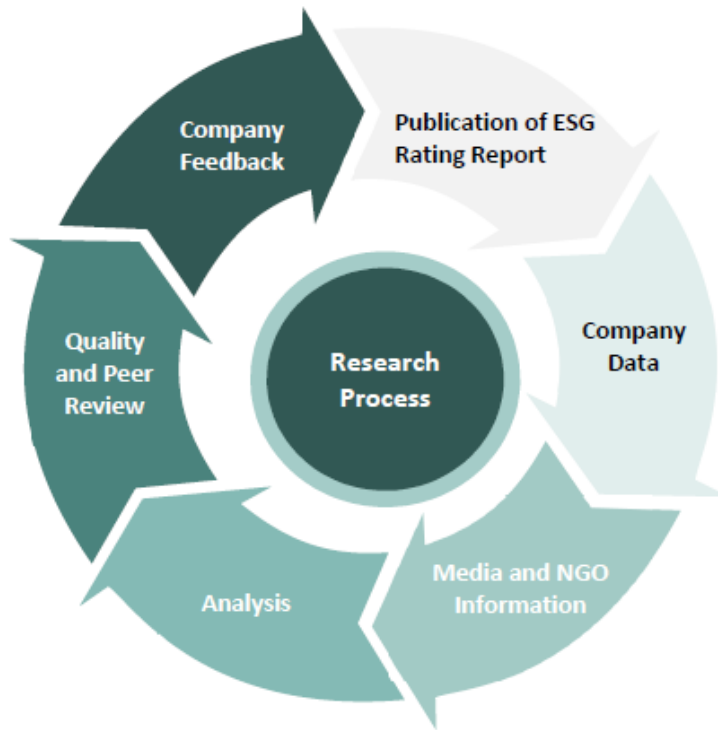 Company
Feedback
Publication of ESG
Rating Report
Company
Data
Media and NGO
Information
Analysis
Quality
and Peer
Review
Research
Process